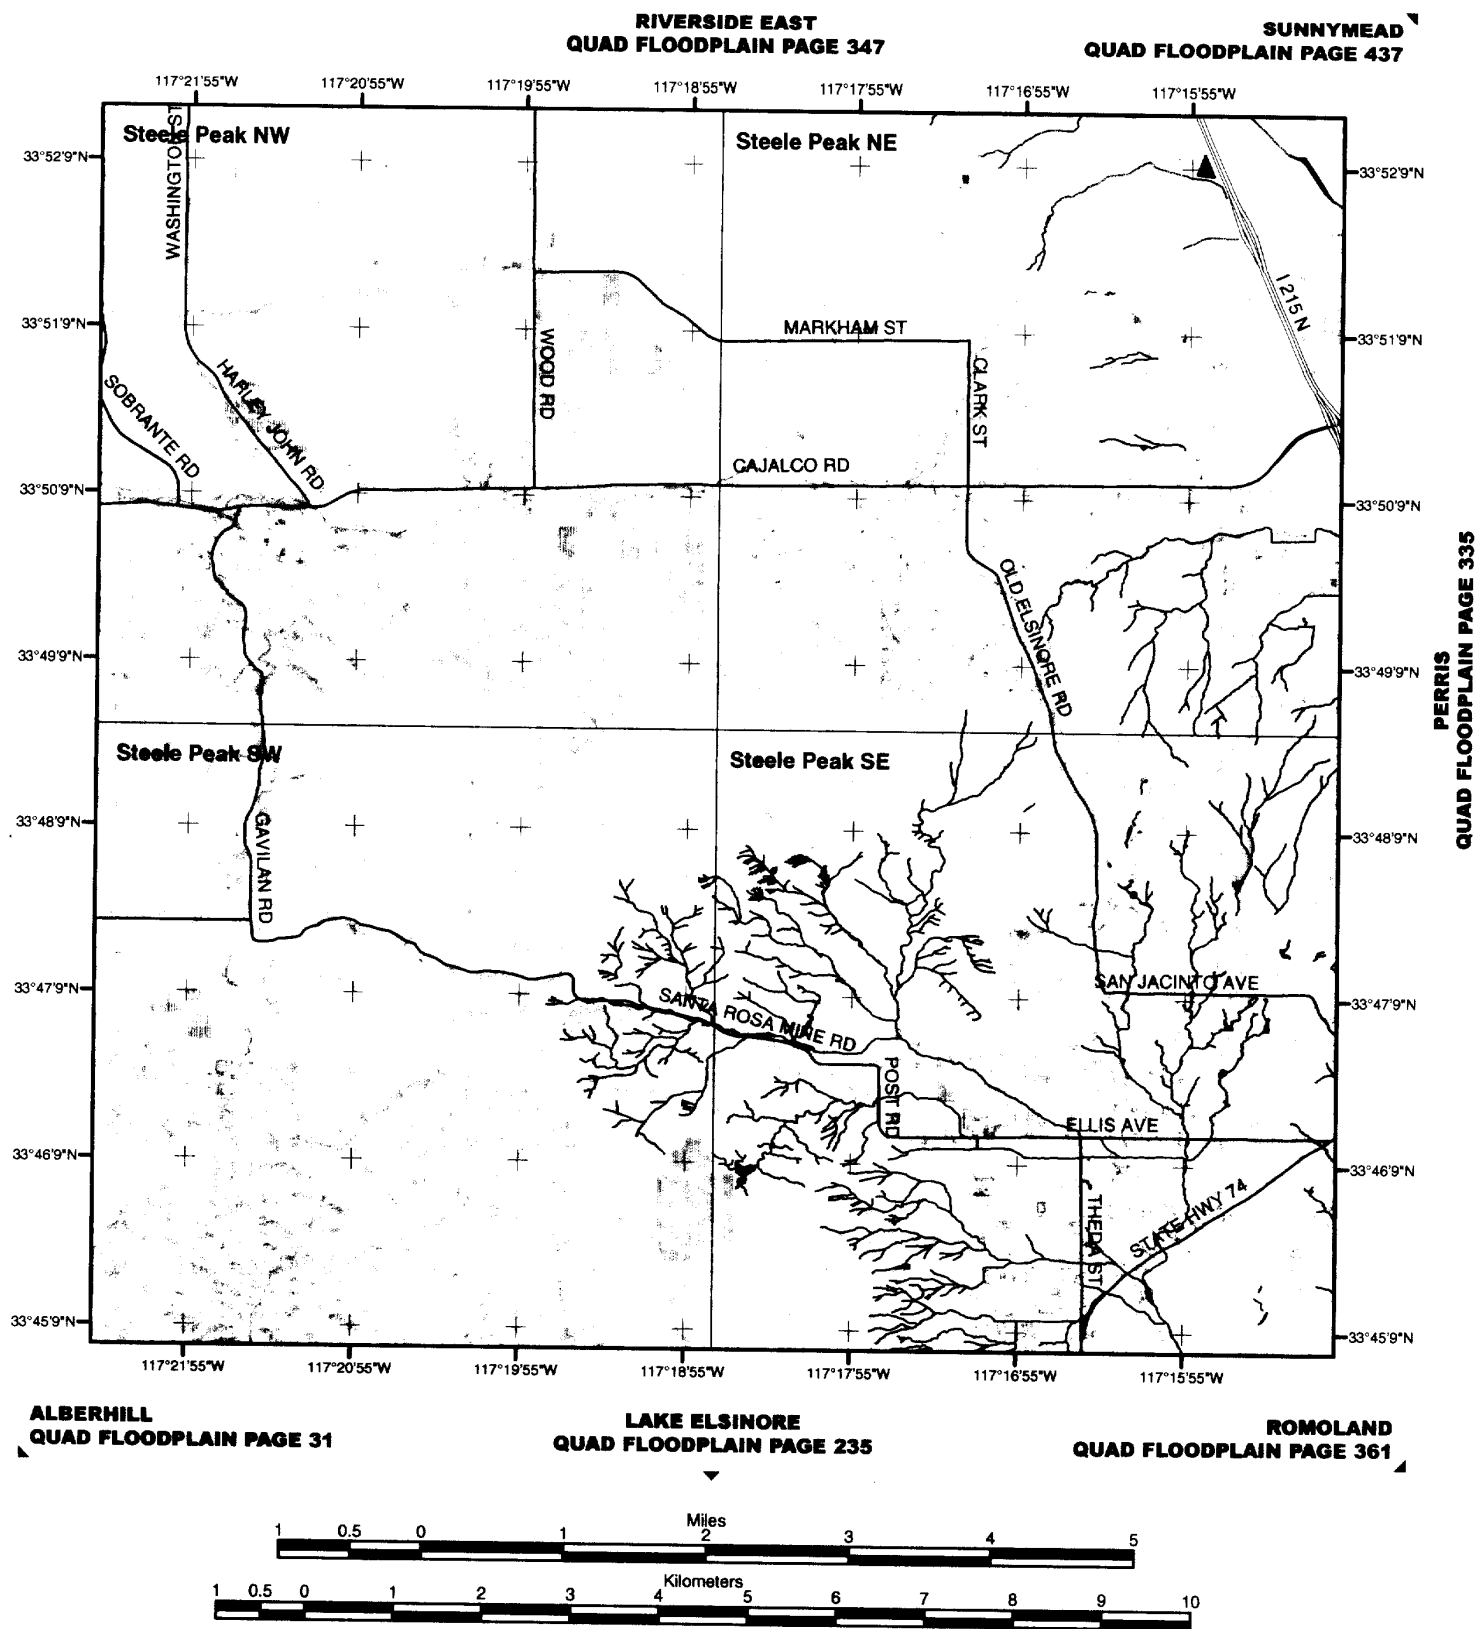 RIVERSIDE EAST
QUAD FLOODPLAIN PAGE 347
SUNNYMEAD
QUAD FLOODPLAIN PAGE 437
117°21'55"W
117°20'55"W
117°19'55"W
117°18'55"W
117°17'55"W
117°16'55"W
117°15'55"W
Steele Peak NW
Steele Peak NE
WASHINGTON ST
33°52'9"N
33°52'9"N
I 215 N
33°51'9"N
33°51'9"N
MARKHAM ST
WOOD RD
CLARK ST
HARLEY JOHN RD
SOBRANTE RD
CAJALCO RD
33°50'9"N
33°50'9"N
OLD ELSINORE RD
33°49'9"N
33°49'9"N
PERRIS
QUAD FLOODPLAIN PAGE 335
Steele Peak SW
Steele Peak SE
33°48'9"N
33°48'9"N
GAVILAN RD
33°47'9"N
33°47'9"N
SAN JACINTO AVE
SANTA ROSA MINE RD
POST RD
ELLIS AVE
33°46'9"N
33°46'9"N
THEDA ST
STATE HWY 74
33°45'9"N
33°45'9"N
117°21'55"W
117°20'55"W
117°19'55"W
117°18'55"W
117°17'55"W
117°16'55"W
117°15'55"W
ALBERHILL
QUAD FLOODPLAIN PAGE 31
LAKE ELSINORE
QUAD FLOODPLAIN PAGE 235
ROMOLAND
QUAD FLOODPLAIN PAGE 361
Miles
1 0.5 0 1 2 3 4 5
Kilometers
1 0.5 0 1 2 3 4 5 6 7 8 9 10